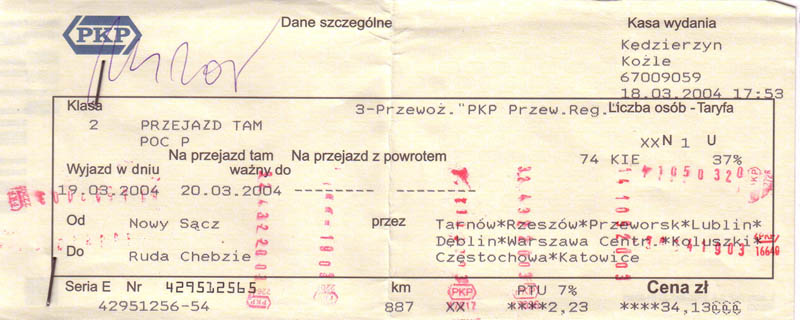 PKP
Dane szczególne
Kasa wydania
Kędzierzyn
Koźle
67009059
18.03.2004 17:53
Klasa
3-Przewoź."PKP Przew.Reg.
Liczba osób - Taryfa
2 PRZEJAZD TAM
POC P
XXN 1 U
74 KIE 37%
Wyjazd w dniu
Na przejazd tam ważny do
Na przejazd z powrotem
19.03.2004 20.03.2004 -------- --------
Od Nowy Sącz
przez Tarnów*Rzeszów*Przeworsk*Lublin*
Dęblin*Warszawa Centr.*Koluszki*
Do Ruda Chebzie
Częstochowa*Katowice
Seria E Nr 429512565
km
PTU 7%
Cena zł
42951256-54
887 XX ****2,23 ****34,13